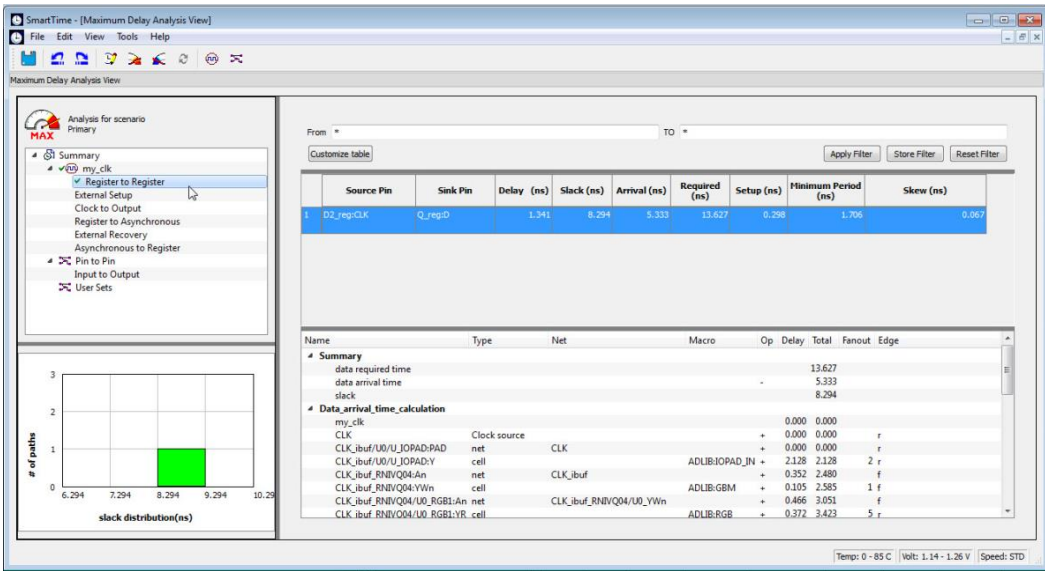 SmartTime - [Maximum Delay Analysis View]
File Edit View Tools Help
Maximum Delay Analysis View
MAX
Analysis for scenario
Primary
Summary
my_clk
Register to Register
External Setup
Clock to Output
Register to Asynchronous
External Recovery
Asynchronous to Register
Pin to Pin
Input to Output
User Sets
# of paths
3
2
1
0
6.294 7.294 8.294 9.294 10.29
slack distribution(ns)
From * TO *
Customize table Apply Filter Store Filter Reset Filter
Source Pin Sink Pin Delay (ns) Slack (ns) Arrival (ns) Required (ns) Setup (ns) Minimum Period (ns) Skew (ns)
1 D2_reg:CLK Q_reg:D 1.341 8.294 5.333 13.627 0.298 1.706 0.067
Name Type Net Macro Op Delay Total Fanout Edge
Summary
data required time 13.627
data arrival time - 5.333
slack 8.294
Data_arrival_time_calculation
my_clk 0.000 0.000
CLK Clock source + 0.000 0.000 r
CLK_ibuf/U0/U_IOPAD:PAD net CLK + 0.000 0.000 r
CLK_ibuf/U0/U_IOPAD:Y cell ADLIB:IOPAD_IN + 2.128 2.128 2 r
CLK_ibuf_RNIVQ04:An net CLK_ibuf + 0.352 2.480 f
CLK_ibuf_RNIVQ04:YWn cell ADLIB:GBM + 0.105 2.585 1 f
CLK_ibuf_RNIVQ04/U0_RGB1:An net CLK_ibuf_RNIVQ04/U0_YWn + 0.466 3.051 f
CLK_ibuf_RNIVQ04/U0_RGB1:YR cell ADLIB:RGB + 0.372 3.423 5 r
Temp: 0 - 85 C Volt: 1.14 - 1.26 V Speed: STD